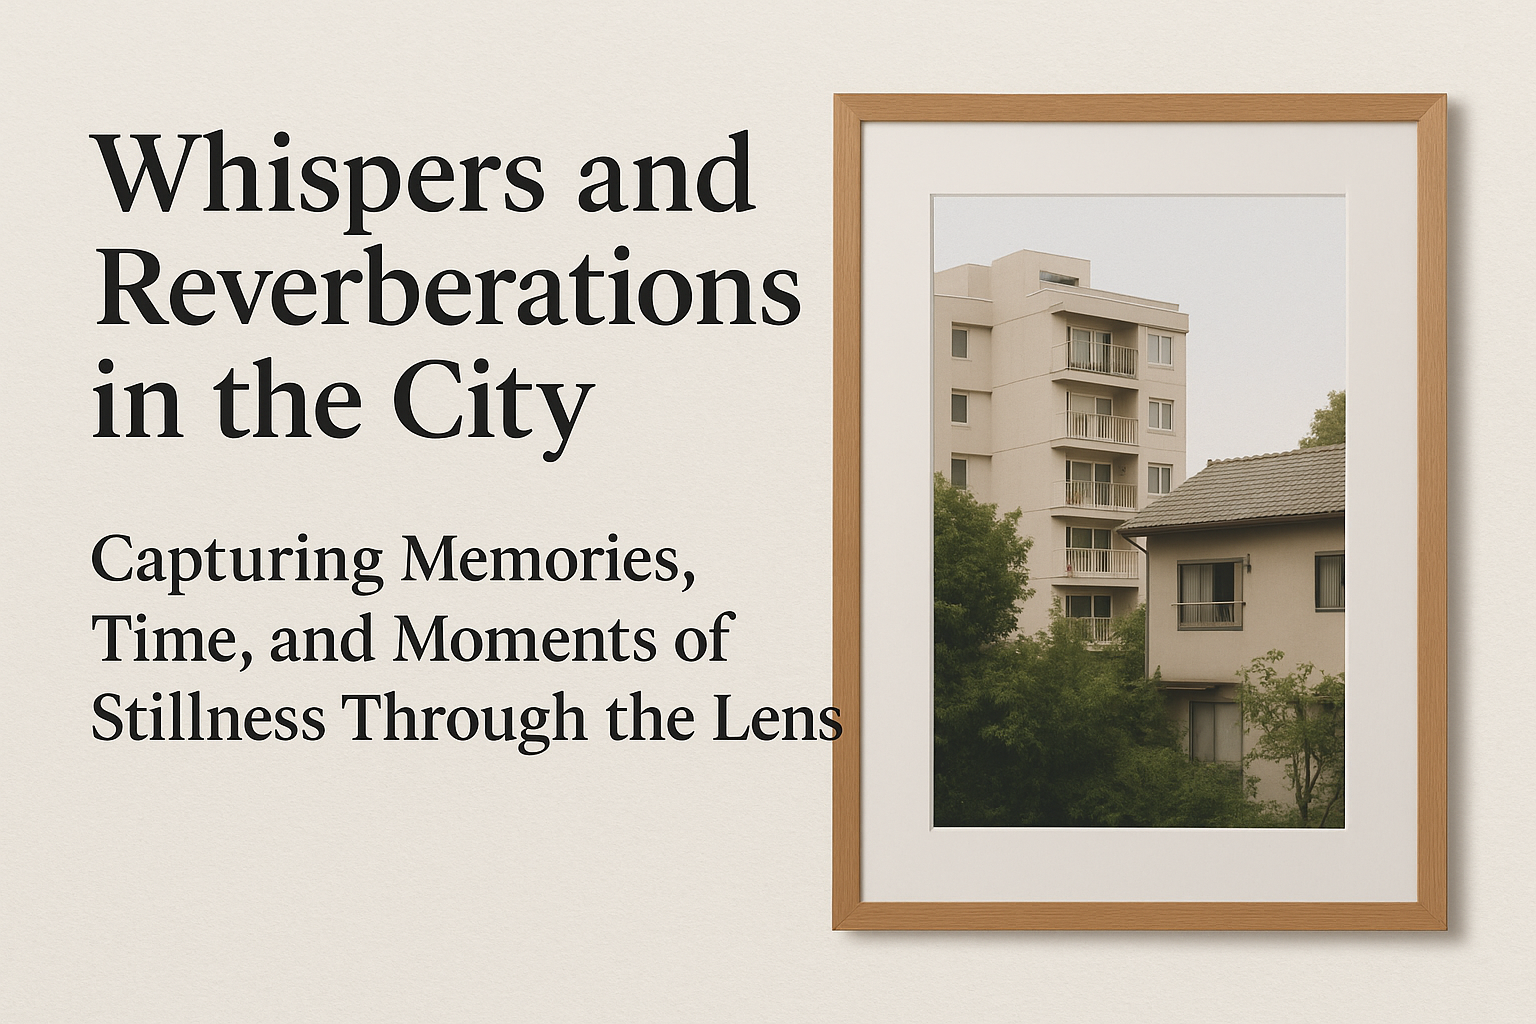 Whispers and
Reverberations
in the City
Capturing Memories,
Time, and Moments of
Stillness Through the Lens